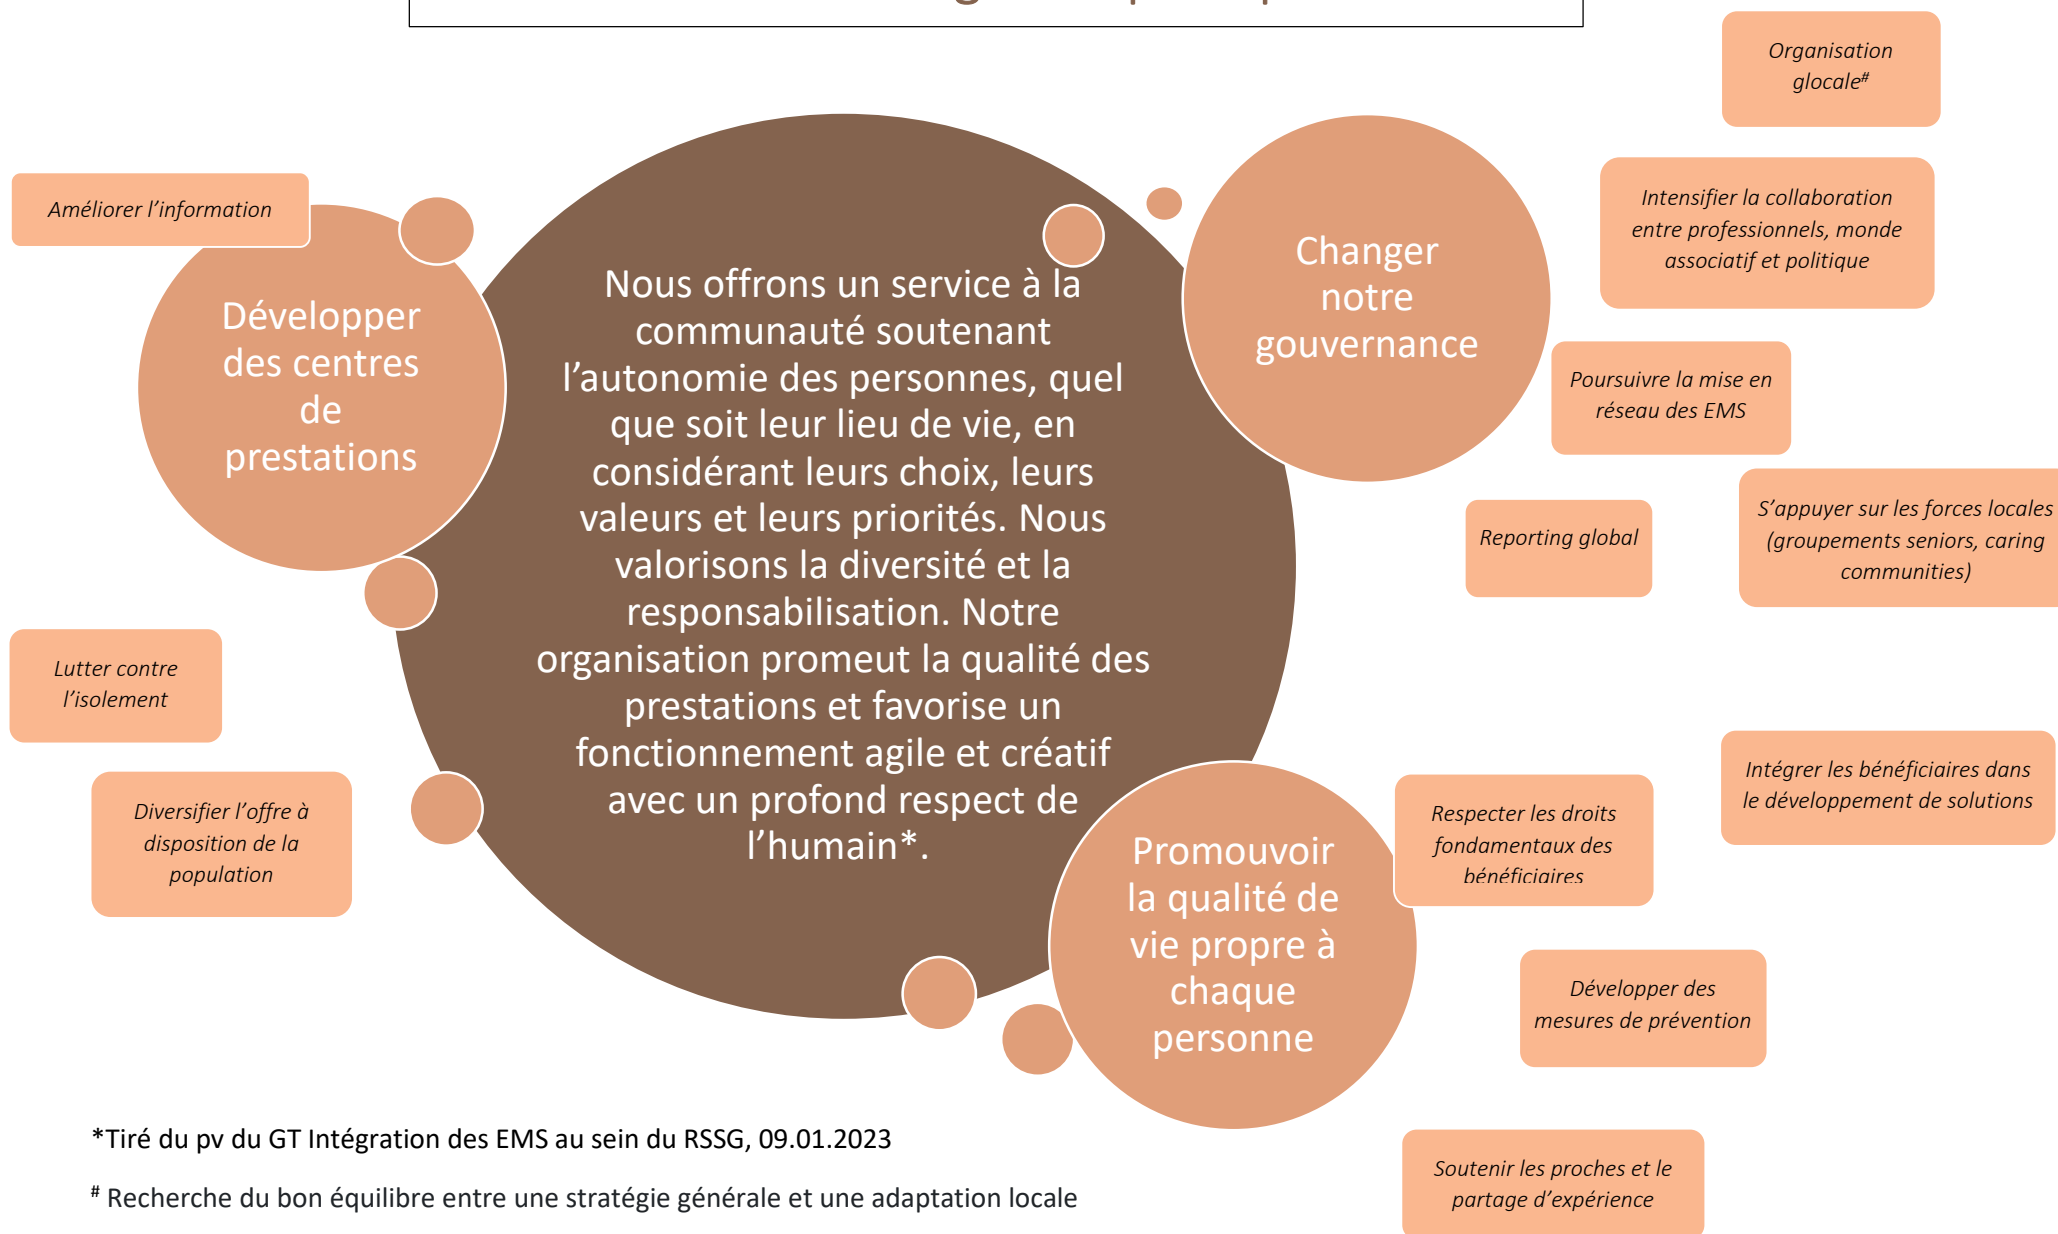 Organisation
glocale#
Améliorer l’information
Intensifier la collaboration
entre professionnels, monde
associatif et politique
Changer
notre
gouvernance
Développer
des centres
de
prestations
Nous offrons un service à la
communauté soutenant
l’autonomie des personnes, quel
que soit leur lieu de vie, en
considérant leurs choix, leurs
valeurs et leurs priorités. Nous
valorisons la diversité et la
responsabilisation. Notre
organisation promeut la qualité des
prestations et favorise un
fonctionnement agile et créatif
avec un profond respect de
l’humain*.
Poursuivre la mise en
réseau des EMS
Reporting global
S’appuyer sur les forces locales
(groupements seniors, caring
communities)
Lutter contre
l’isolement
Diversifier l’offre à
disposition de la
population
Intégrer les bénéficiaires dans
le développement de solutions
Respecter les droits
fondamentaux des
bénéficiaires
Promouvoir
la qualité de
vie propre à
chaque
personne
Développer des
mesures de prévention
Soutenir les proches et le
partage d’expérience
*Tiré du pv du GT Intégration des EMS au sein du RSSG, 09.01.2023
# Recherche du bon équilibre entre une stratégie générale et une adaptation locale